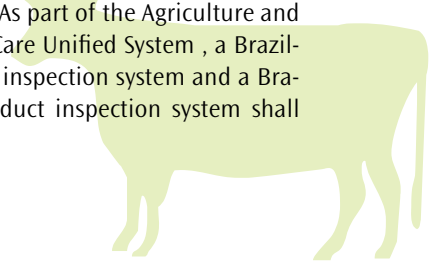 As part of the Agriculture and
Care Unified System , a Brazil-
inspection system and a Bra-
duct inspection system shall